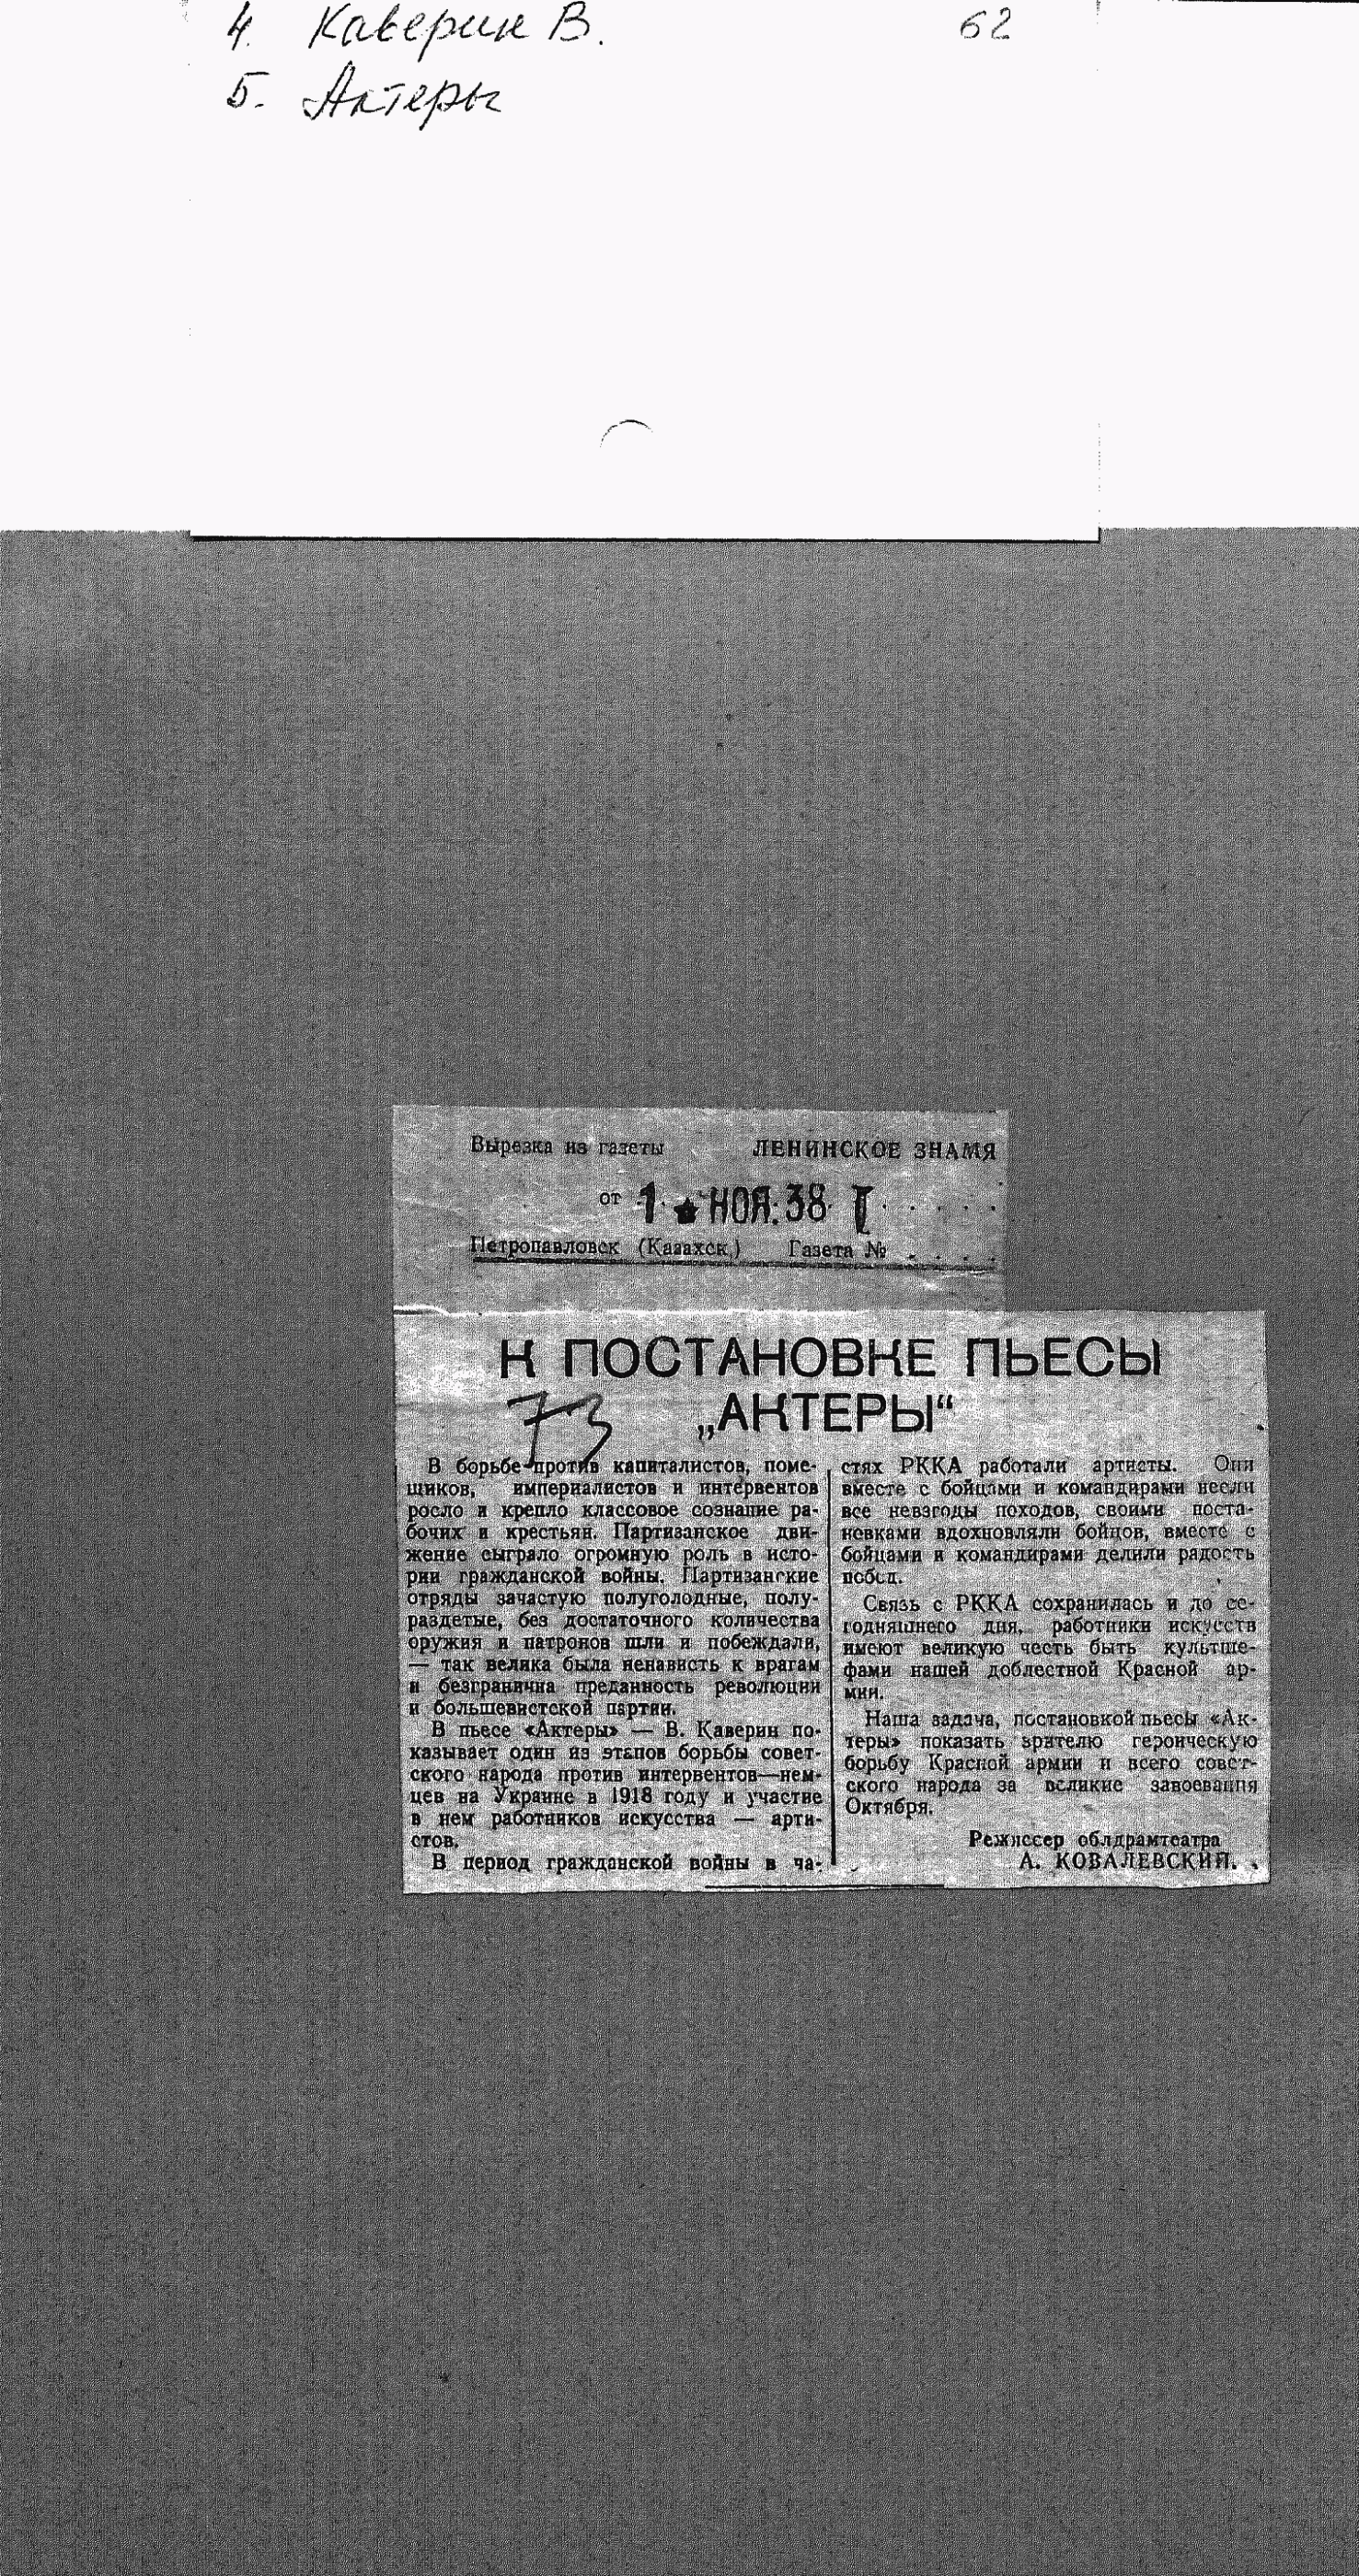 4. Каверин В.
62
5. Актеры
Вырезка из газеты ЛЕНИНСКОЕ ЗНАМЯ
от 1 ★ НОЯ. 38
Петропавловск (Казахск.) Газета № . . . .
К ПОСТАНОВКЕ ПЬЕСЫ
„АКТЕРЫ“
73
В борьбе против капиталистов, поме-
щиков, империалистов и интервентов
росло и крепло классовое сознание ра-
бочих и крестьян. Партизанское дви-
жение сыграло огромную роль в исто-
рии гражданской войны. Партизанские
отряды зачастую полуголодные, полу-
раздетые, без достаточного количества
оружия и патронов шли и побеждали,
— так велика была ненависть к врагам
и безгранична преданность революции
и большевистской партии.
В пьесе «Актеры» — В. Каверин по-
казывает один из этапов борьбы совет-
ского народа против интервентов—нем-
цев на Украине в 1918 году и участие
в нем работников искусства — арти-
стов.
В период гражданской войны в ча-
стях РККА работали артисты. Они
вместе с бойцами и командирами несли
все невзгоды походов, своими поста-
новками вдохновляли бойцов, вместе с
бойцами и командирами делили радость
побед.
Связь с РККА сохранилась и до се-
годняшнего дня, работники искусств
имеют великую честь быть культше-
фами нашей доблестной Красной ар-
мии.
Наша задача, постановкой пьесы «Ак-
теры» показать зрителю героическую
борьбу Красной армии и всего совет-
ского народа за великие завоевания
Октября.
Режиссер облдрамтеатра
А. КОВАЛЕВСКИЙ.